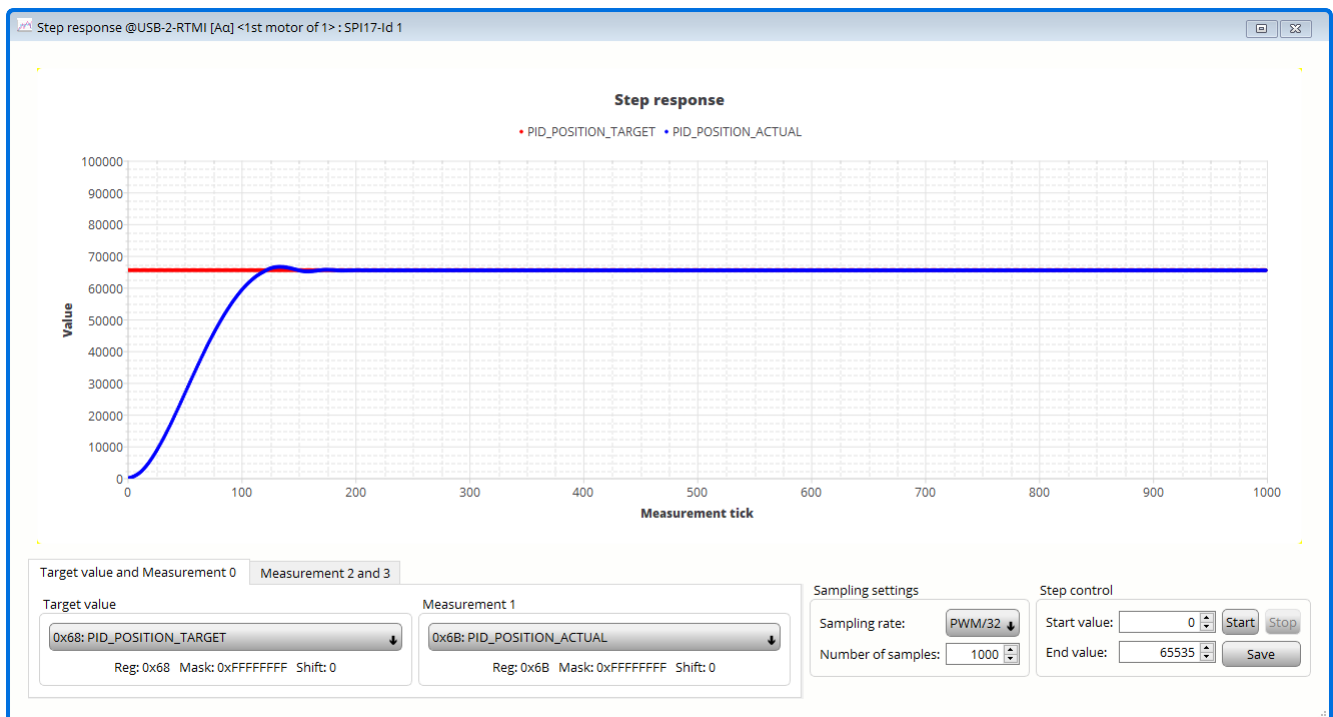 Step response @USB-2-RTMI [Aα] <1st motor of 1> : SPI17-Id 1
Step response
PID_POSITION_TARGET PID_POSITION_ACTUAL
100000
90000
80000
70000
60000
50000
40000
30000
20000
10000
0
Value
0 100 200 300 400 500 600 700 800 900 1000
Measurement tick
Target value and Measurement 0 Measurement 2 and 3
Target value
0x68: PID_POSITION_TARGET
Reg: 0x68 Mask: 0xFFFFFFFF Shift: 0
Measurement 1
0x6B: PID_POSITION_ACTUAL
Reg: 0x6B Mask: 0xFFFFFFFF Shift: 0
Sampling settings
Sampling rate: PWM/32
Number of samples: 1000
Step control
Start value: 0 Start Stop
End value: 65535 Save